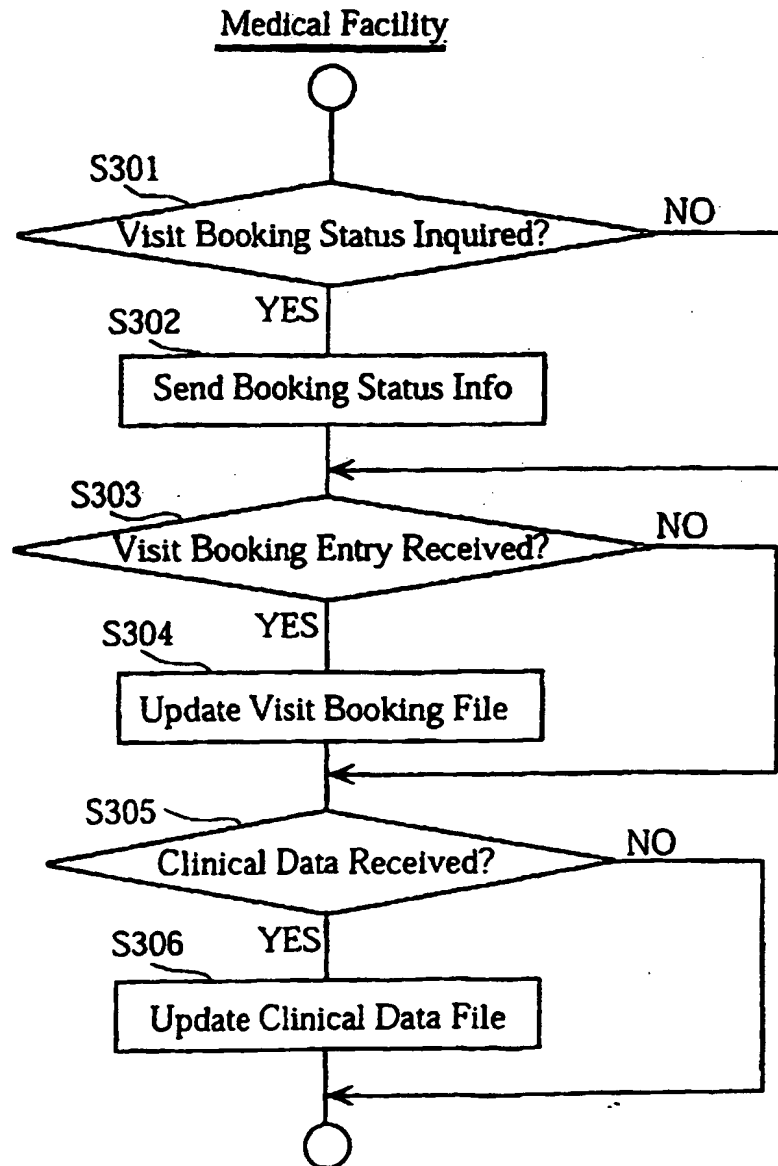 Medical Facility
S301
Visit Booking Status Inquired?
NO
YES
S302
Send Booking Status Info
S303
Visit Booking Entry Received?
NO
YES
S304
Update Visit Booking File
S305
Clinical Data Received?
NO
YES
S306
Update Clinical Data File